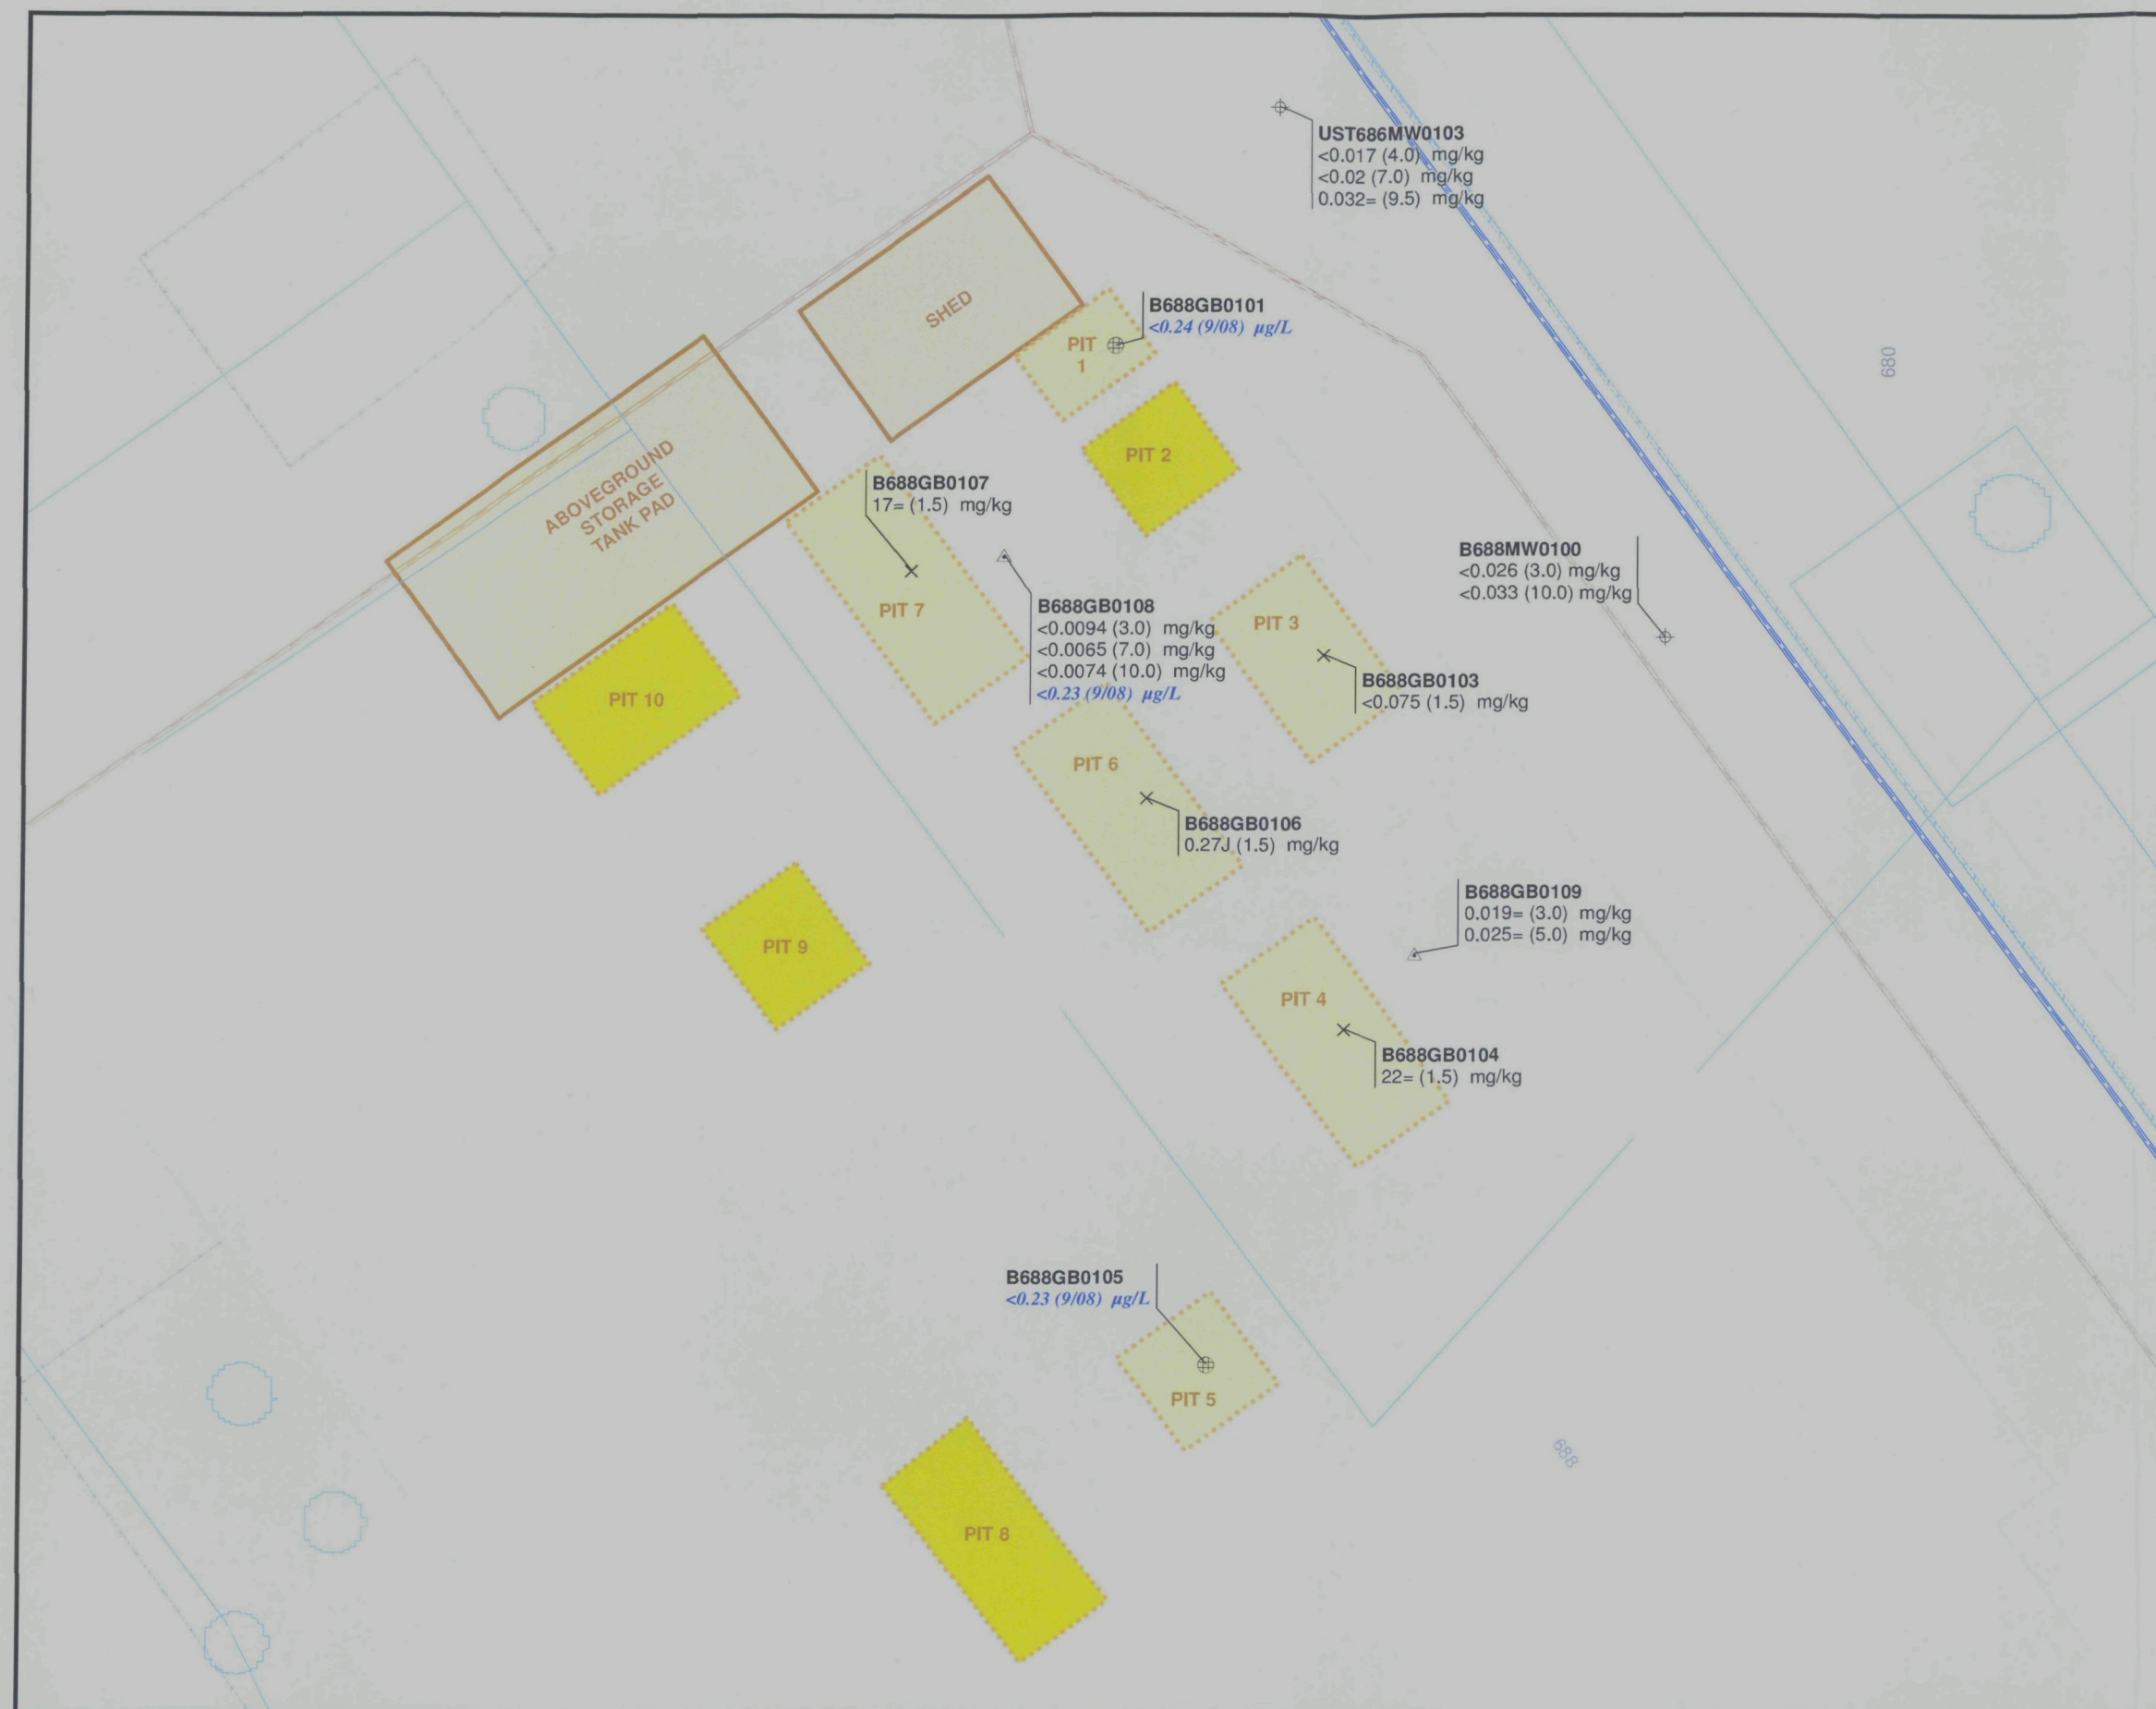 UST686MW0103
<0.017 (4.0) mg/kg
<0.02 (7.0) mg/kg
0.032= (9.5) mg/kg
SHED
B688GB0101
<0.24 (9/08) µg/L
PIT
1
680
PIT 2
ABOVEGROUND
STORAGE
TANK PAD
B688GB0107
17= (1.5) mg/kg
PIT 7
B688MW0100
<0.026 (3.0) mg/kg
<0.033 (10.0) mg/kg
B688GB0108
<0.0094 (3.0) mg/kg
<0.0065 (7.0) mg/kg
<0.0074 (10.0) mg/kg
<0.23 (9/08) µg/L
PIT 3
B688GB0103
<0.075 (1.5) mg/kg
PIT 10
PIT 6
B688GB0106
0.27J (1.5) mg/kg
B688GB0109
0.019= (3.0) mg/kg
0.025= (5.0) mg/kg
PIT 9
PIT 4
B688GB0104
22= (1.5) mg/kg
B688GB0105
<0.23 (9/08) µg/L
PIT 5
688
PIT 8